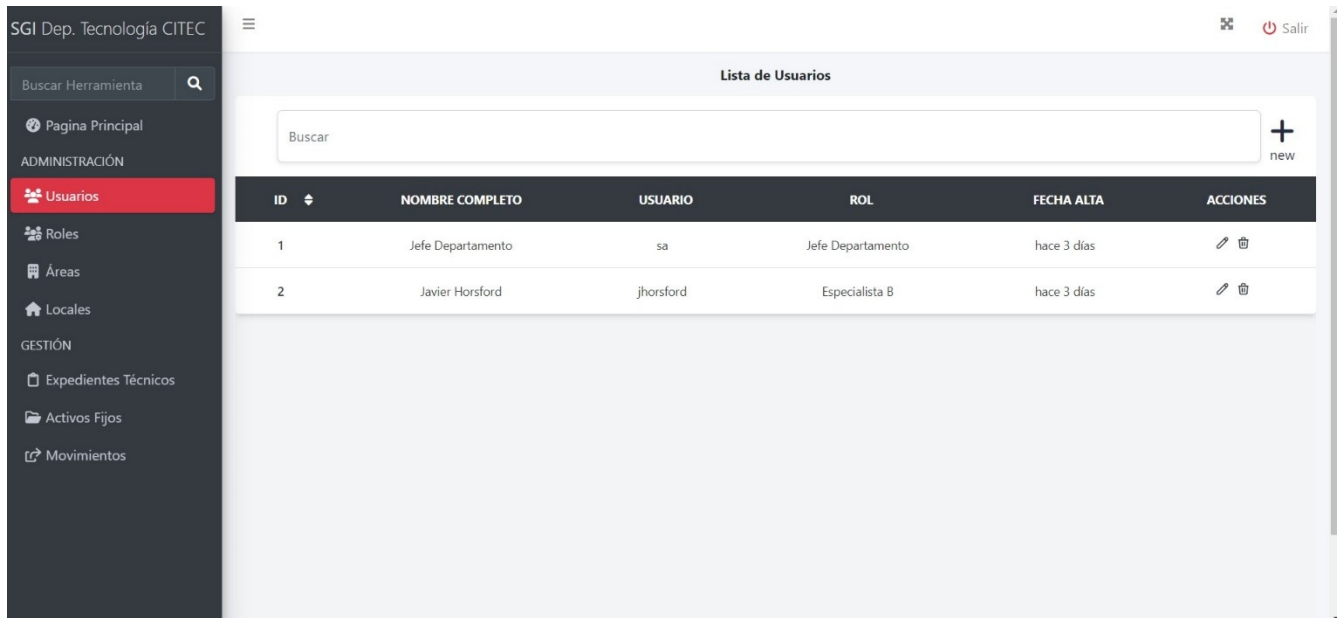 SGI Dep. Tecnología CITEC
Salir
Buscar Herramienta
Pagina Principal
ADMINISTRACIÓN
Usuarios
Roles
Áreas
Locales
GESTIÓN
Expedientes Técnicos
Activos Fijos
Movimientos
Lista de Usuarios
Buscar
new
ID NOMBRE COMPLETO USUARIO ROL FECHA ALTA ACCIONES
1 Jefe Departamento sa Jefe Departamento hace 3 días
2 Javier Horsford jhorsford Especialista B hace 3 días